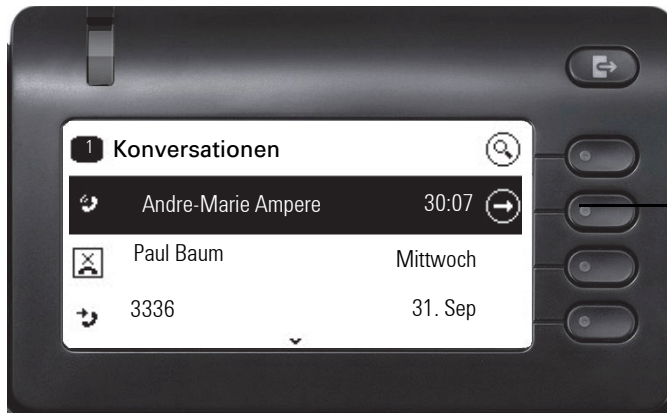 1 Konversationen
Andre-Marie Ampere 30:07
Paul Baum Mittwoch
3336 31. Sep